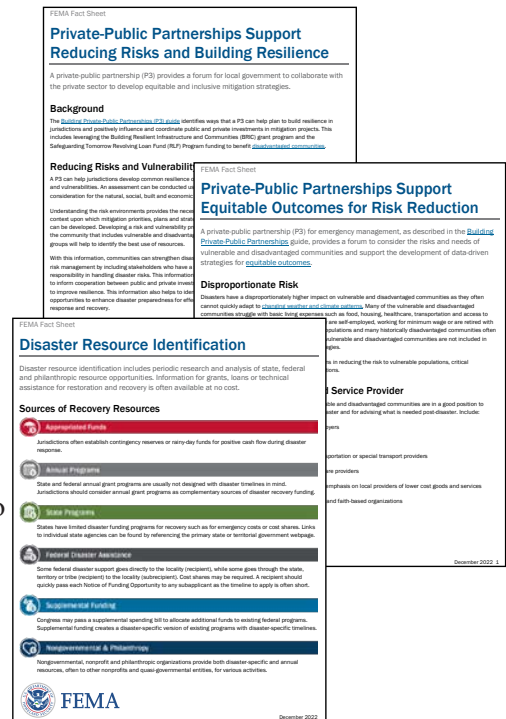 FEMA Fact Sheet
Private-Public Partnerships Support
Reducing Risks and Building Resilience
A private-public partnership (P3) provides a forum for local government to collaborate with
the private sector to develop equitable and inclusive mitigation strategies.
Background
The Building Private-Public Partnerships (P3) guide identifies ways that a P3 can help plan to build resilience in
jurisdictions and positively influence and coordinate public and private investments in mitigation projects. This
includes leveraging the Building Resilient Infrastructure and Communities (BRIC) grant program and the
Safeguarding Tomorrow Revolving Loan Fund (RLF) Program funding to benefit disadvantaged communities.
Reducing Risks and
A P3 can help jurisdictions develop common resilience
and vulnerabilities. An assessment can be conducted
consideration for the natural, social, built and
Understanding the risk environments provides the
context upon which mitigation priorities, plans and
can be developed. Developing a risk and vulnerability
the community that includes vulnerable and
groups will help to identify the best use of resources.
With this information, communities can strengthen
risk management by including stakeholders who have a
responsibility in handling disaster risks. This information
to inform cooperation between public and private
to improve resilience. This information also helps to
opportunities to enhance disaster preparedness for
response and recovery.
FEMA Fact Sheet
Private-Public Partnerships Support
Equitable Outcomes for Risk Reduction
A private-public partnership (P3) for emergency management, as described in the Building
Private-Public Partnerships guide, provides a forum to consider the risks and needs of
vulnerable and disadvantaged communities and support the development of data-driven
strategies for equitable outcomes.
Disproportionate Risk
Disasters have a disproportionately higher impact on vulnerable and disadvantaged communities as they often
cannot quickly adapt to changing weather and climate patterns. Many of the vulnerable and disadvantaged
communities struggle with basic living expenses such as food, housing, healthcare, transportation and access to
are self-employed, working for minimum wage or are retired with
populations and many historically disadvantaged communities often
vulnerable and disadvantaged communities are not included in
in reducing the risk to vulnerable populations, critical
Service Provider
and disadvantaged communities are in a good position to
and for advising what is needed post-disaster. Include:
or special transport providers
providers
emphasis on local providers of lower cost goods and services
and faith-based organizations
December 2022 1
FEMA Fact Sheet
Disaster Resource Identification
Disaster resource identification includes periodic research and analysis of state, federal
and philanthropic resource opportunities. Information for grants, loans or technical
assistance for restoration and recovery is often available at no cost.
Sources of Recovery Resources
Appropriated Funds
Jurisdictions often establish contingency reserves or rainy-day funds for positive cash flow during disaster
response.
Annual Programs
State and federal annual grant programs are usually not designed with disaster timelines in mind.
Jurisdictions should consider annual grant programs as complementary sources of disaster recovery funding.
State Programs
States have limited disaster funding programs for recovery such as for emergency costs or cost shares. Links
to individual state agencies can be found by referencing the primary state or territorial government webpage.
Federal Disaster Assistance
Some federal disaster support goes directly to the locality (recipient), while some goes through the state,
territory or tribe (recipient) to the locality (subrecipient). Cost shares may be required. A recipient should
quickly pass each Notice of Funding Opportunity to any subapplicant as the timeline to apply is often short.
Supplemental Funding
Congress may pass a supplemental spending bill to allocate additional funds to existing federal programs.
Supplemental funding creates a disaster-specific version of existing programs with disaster-specific timelines.
Nongovernmental & Philanthropy
Nongovernmental, nonprofit and philanthropic organizations provide both disaster-specific and annual
resources, often to other nonprofits and quasi-governmental entities, for various activities.
FEMA
December 2022